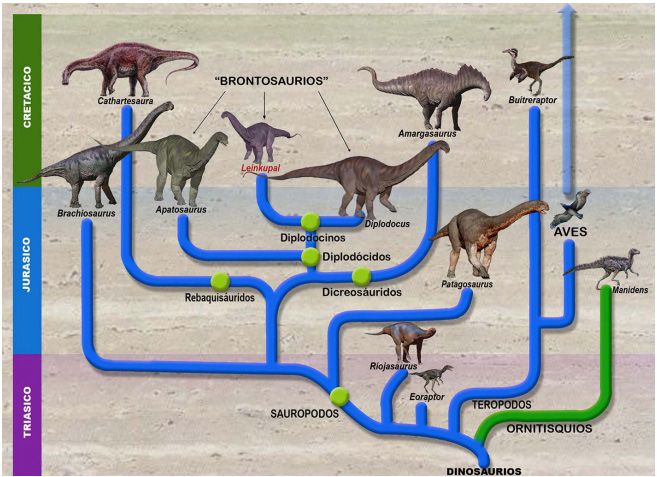 CRETACICO
JURASICO
TRIASICO
"BRONTOSAURIOS"
Cathartesaura
Buitreraptor
Amargasaurus
Leinkupal
Brachiosaurus
Apatosaurus
Diplodocus
AVES
Diplodocinos
Diplodócidos
Patagosaurus
Manidens
Rebaquisáuridos
Dicreosáuridos
Riojasaurus
Eoraptor
SAUROPODOS
TEROPODOS
ORNITISQUIOS
DINOSAURIOS